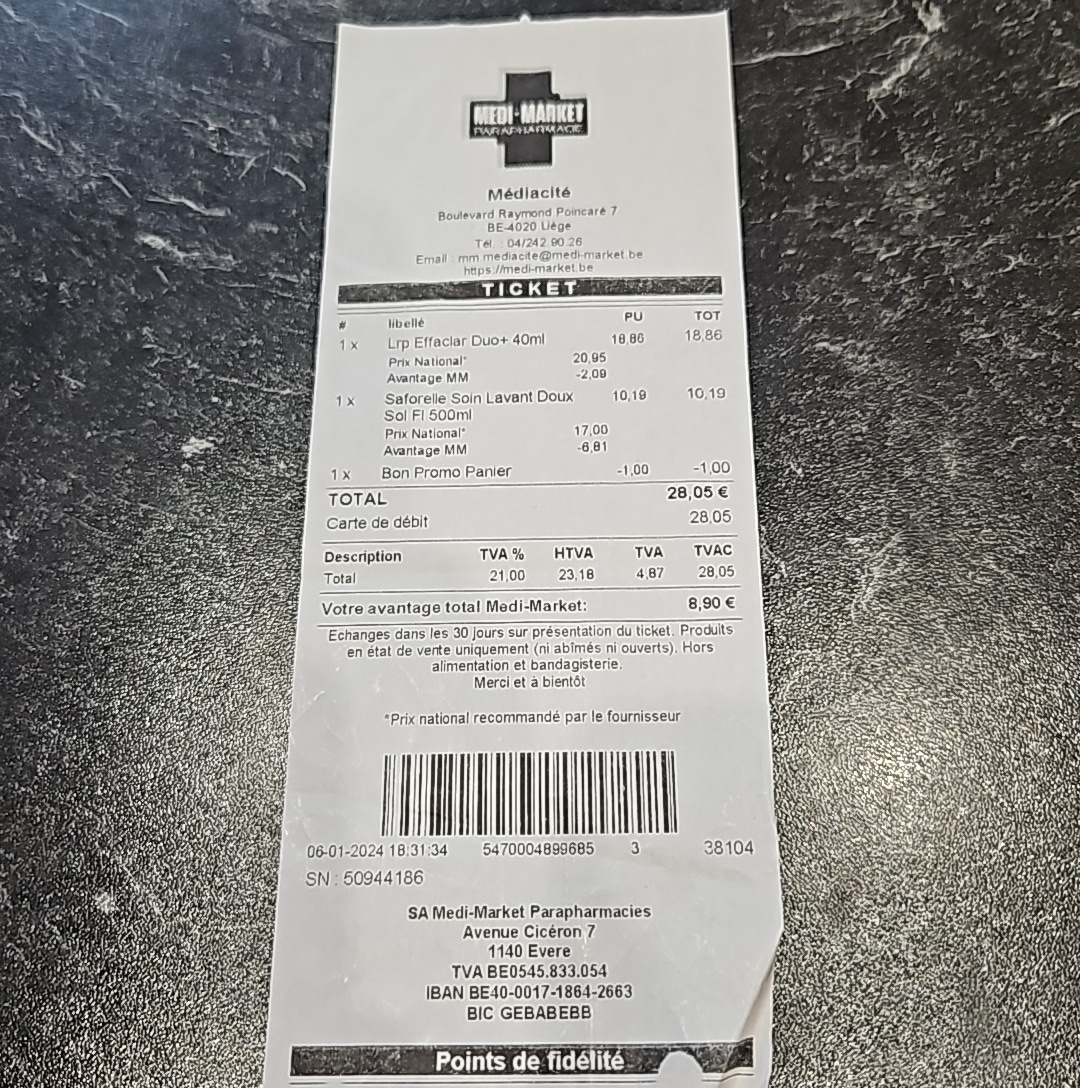 MEDI-MARKET
PARAPHARMACIE
Médiacité
Boulevard Raymond Poincaré 7
BE-4020 Liège
Tél. : 04/242.90.26
Email : mm.mediacite@medi-market.be
https://medi-market.be
TICKET
# libellé PU TOT
1 x Lrp Effaclar Duo+ 40ml 18,86 18,86
Prix National* 20,95
Avantage MM -2,09
1 x Saforelle Soin Lavant Doux 10,19 10,19
Sol Fl 500ml
Prix National* 17,00
Avantage MM -6,81
1 x Bon Promo Panier -1,00 -1,00
TOTAL 28,05 €
Carte de débit 28,05
Description TVA % HTVA TVA TVAC
Total 21,00 23,18 4,87 28,05
Votre avantage total Medi-Market: 8,90 €
Echanges dans les 30 jours sur présentation du ticket. Produits
en état de vente uniquement (ni abîmés ni ouverts). Hors
alimentation et bandagisterie.
Merci et à bientôt
*Prix national recommandé par le fournisseur
06-01-2024 18:31:34 5470004899685 3 38104
SN : 50944186
SA Medi-Market Parapharmacies
Avenue Cicéron 7
1140 Evere
TVA BE0545.833.054
IBAN BE40-0017-1864-2663
BIC GEBABEBB
Points de fidélité